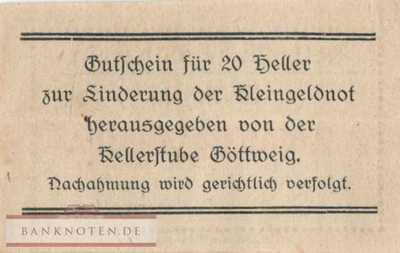 Gutschein für 20 Heller
zur Linderung der Kleingeldnot
herausgegeben von der
Kellerstube Göttweig.
Nachahmung wird gerichtlich verfolgt.
BANKNOTEN.DE